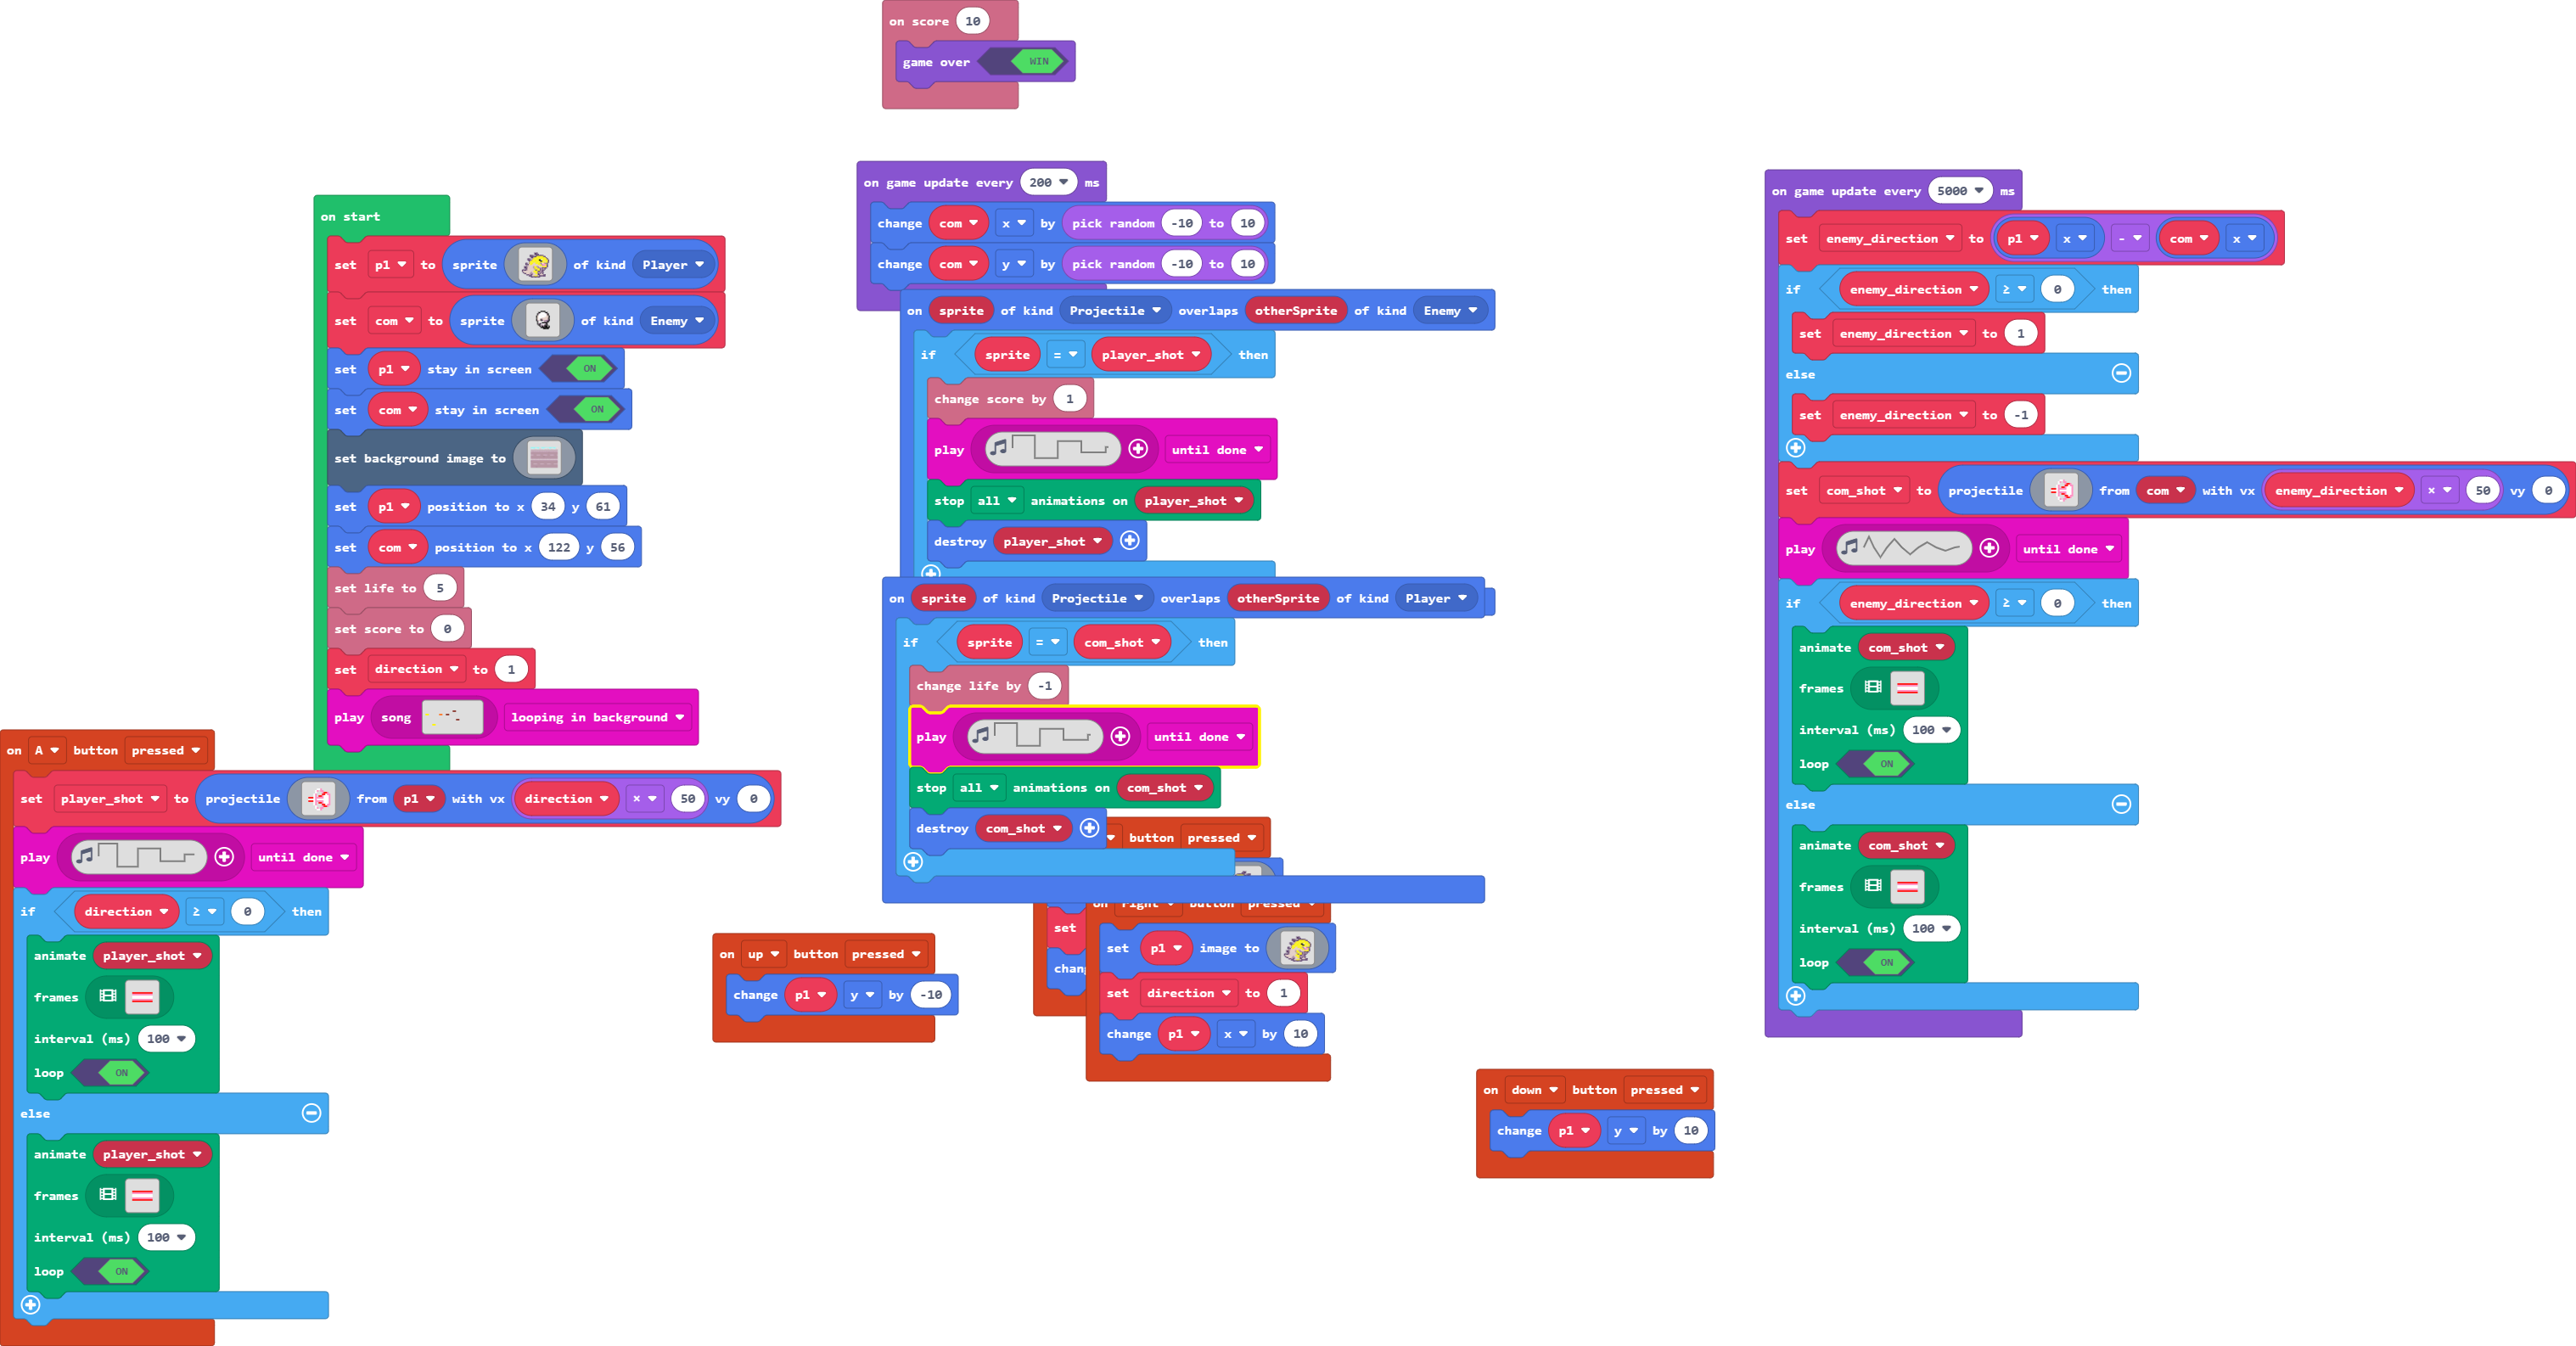 on score 10
game over WIN
on start
set p1 to sprite of kind Player
set com to sprite of kind Enemy
set p1 stay in screen ON
set com stay in screen ON
set background image to
set p1 position to x 34 y 61
set com position to x 122 y 56
set life to 5
set score to 0
set direction to 1
play song looping in background
on A button pressed
set player_shot to projectile from p1 with vx direction × 50 vy 0
play until done
if direction ≥ 0 then
animate player_shot
frames
interval (ms) 100
loop ON
else
animate player_shot
frames
interval (ms) 100
loop ON
on game update every 200 ms
change com x by pick random -10 to 10
change com y by pick random -10 to 10
on sprite of kind Projectile overlaps otherSprite of kind Enemy
if sprite = player_shot then
change score by 1
play until done
stop all animations on player_shot
destroy player_shot
on sprite of kind Projectile overlaps otherSprite of kind Player
if sprite = com_shot then
change life by -1
play until done
stop all animations on com_shot
destroy com_shot
button pressed
set
on right button pressed
set p1 image to
set direction to 1
change p1 x by 10
on up button pressed
change p1 y by -10
on down button pressed
change p1 y by 10
on game update every 5000 ms
set enemy_direction to p1 x - com x
if enemy_direction ≥ 0 then
set enemy_direction to 1
else
set enemy_direction to -1
set com_shot to projectile from com with vx enemy_direction × 50 vy 0
play until done
if enemy_direction ≥ 0 then
animate com_shot
frames
interval (ms) 100
loop ON
else
animate com_shot
frames
interval (ms) 100
loop ON